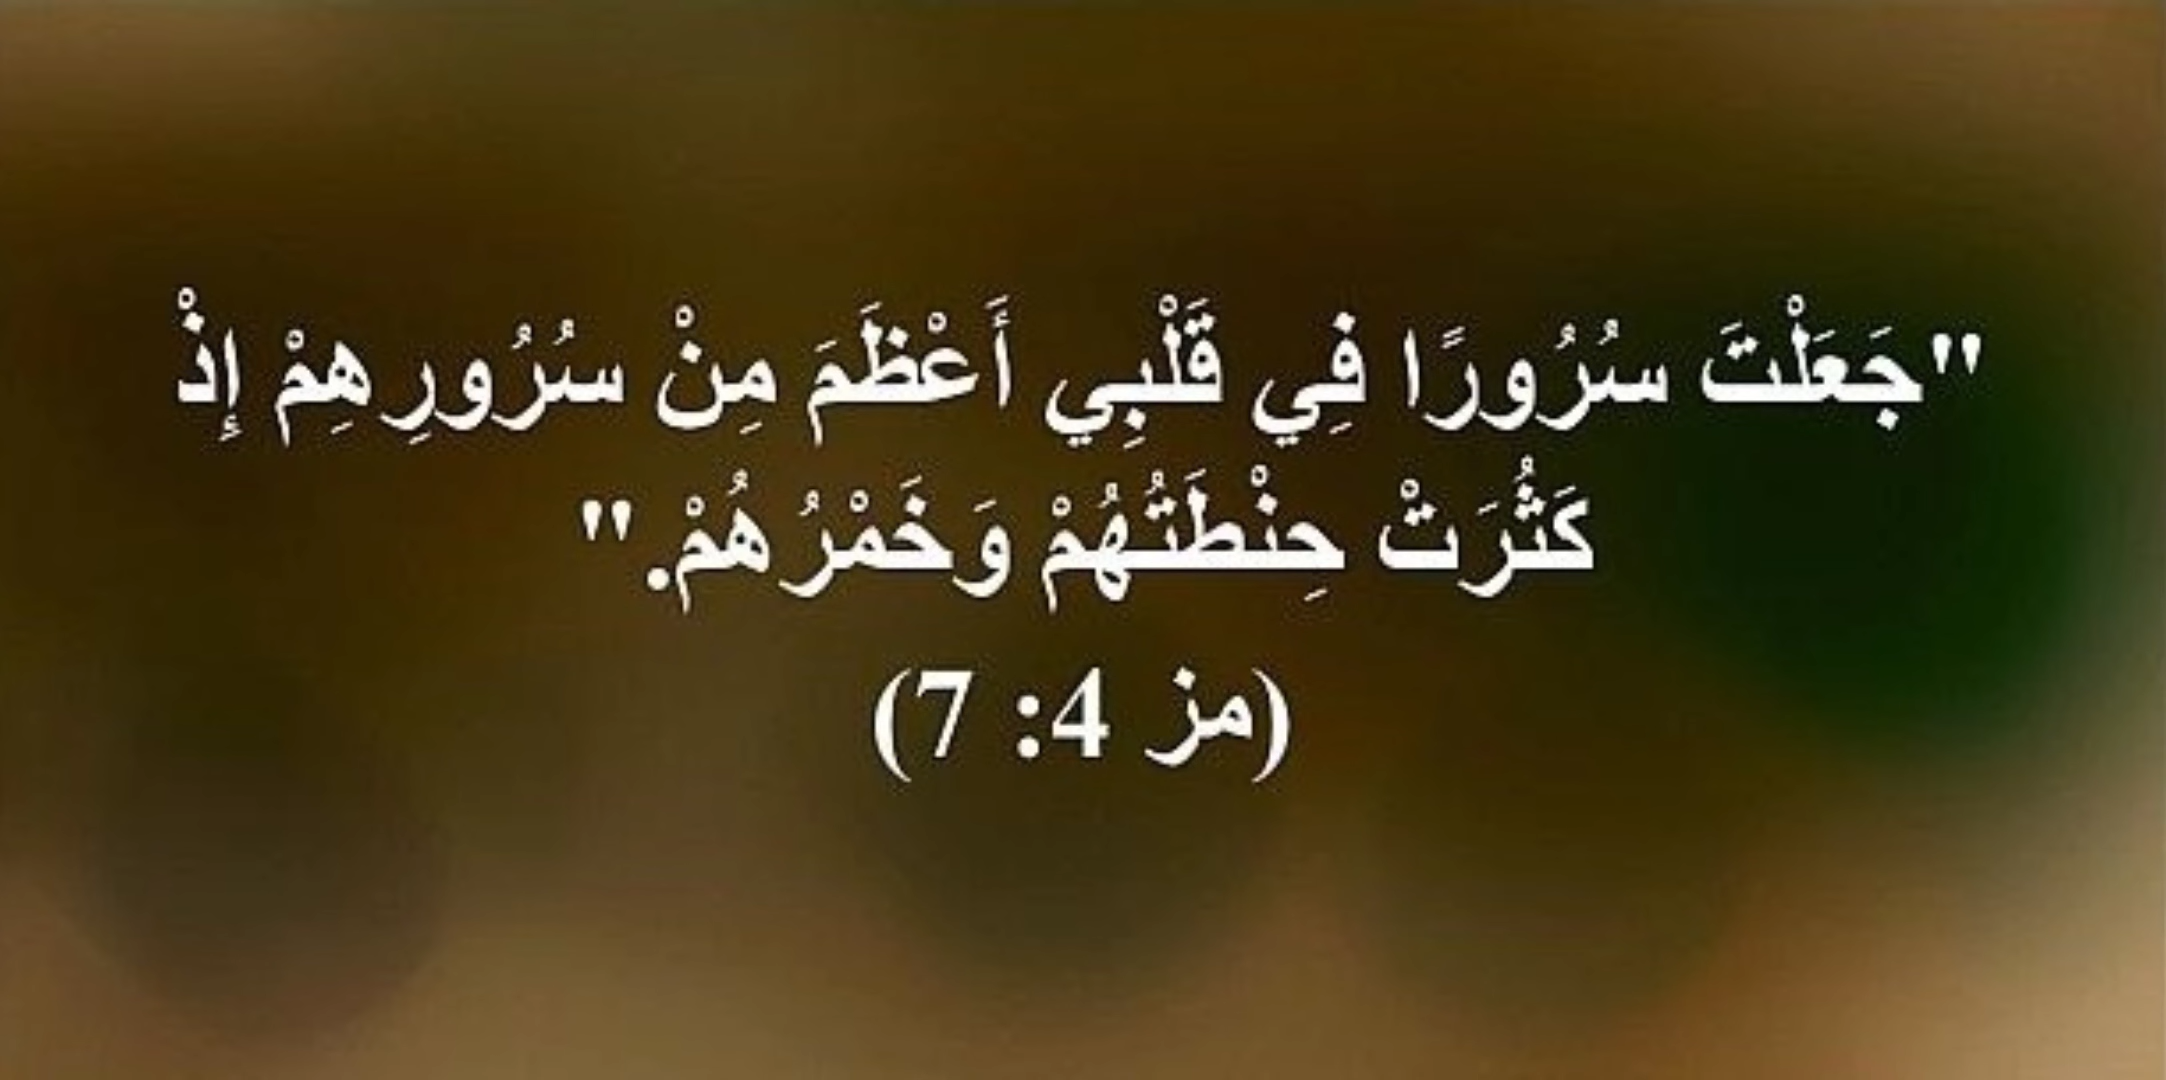 "جَعَلْتَ سُرُورًا فِي قَلْبِي أَعْظَمَ مِنْ سُرُورِهِمْ إِذْ
كَثُرَتْ حِنْطَتُهُمْ وَخَمْرُهُمْ."
(مز 4: 7)